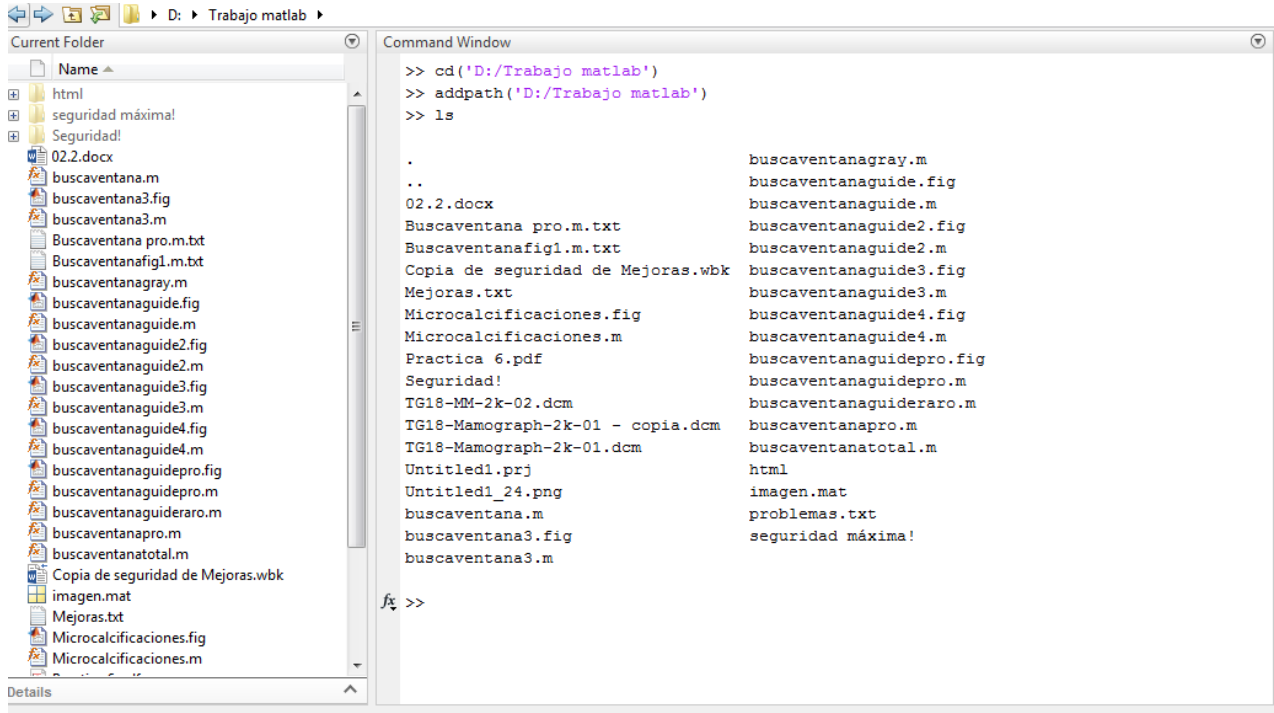 D: Trabajo matlab
Current Folder
Name
html
seguridad máxima!
Seguridad!
02.2.docx
buscaventana.m
buscaventana3.fig
buscaventana3.m
Buscaventana pro.m.txt
Buscaventanafig1.m.txt
buscaventanagray.m
buscaventanaguide.fig
buscaventanaguide.m
buscaventanaguide2.fig
buscaventanaguide2.m
buscaventanaguide3.fig
buscaventanaguide3.m
buscaventanaguide4.fig
buscaventanaguide4.m
buscaventanaguidepro.fig
buscaventanaguidepro.m
buscaventanaguideraro.m
buscaventanapro.m
buscaventanatotal.m
Copia de seguridad de Mejoras.wbk
imagen.mat
Mejoras.txt
Microcalcificaciones.fig
Microcalcificaciones.m
Details
Command Window
>> cd('D:/Trabajo matlab')
>> addpath('D:/Trabajo matlab')
>> ls
. buscaventanagray.m
.. buscaventanaguide.fig
02.2.docx buscaventanaguide.m
Buscaventana pro.m.txt buscaventanaguide2.fig
Buscaventanafig1.m.txt buscaventanaguide2.m
Copia de seguridad de Mejoras.wbk buscaventanaguide3.fig
Mejoras.txt buscaventanaguide3.m
Microcalcificaciones.fig buscaventanaguide4.fig
Microcalcificaciones.m buscaventanaguide4.m
Practica 6.pdf buscaventanaguidepro.fig
Seguridad! buscaventanaguidepro.m
TG18-MM-2k-02.dcm buscaventanaguideraro.m
TG18-Mamograph-2k-01 - copia.dcm buscaventanapro.m
TG18-Mamograph-2k-01.dcm buscaventanatotal.m
Untitled1.prj html
Untitled1_24.png imagen.mat
buscaventana.m problemas.txt
buscaventana3.fig seguridad máxima!
buscaventana3.m
fx >>